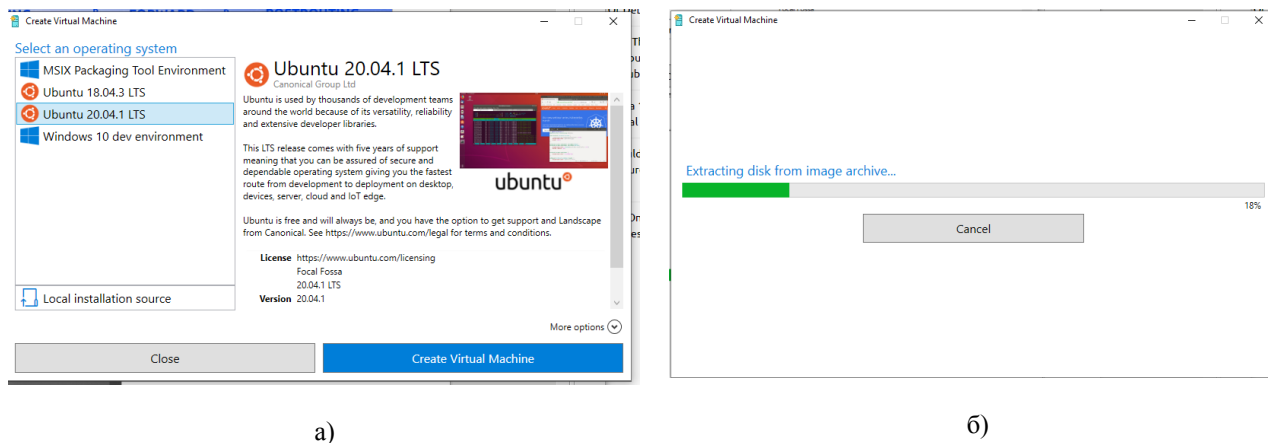 Create Virtual Machine
Select an operating system
MSIX Packaging Tool Environment
Ubuntu 18.04.3 LTS
Ubuntu 20.04.1 LTS
Windows 10 dev environment
Local installation source
Ubuntu 20.04.1 LTS
Canonical Group Ltd
Ubuntu is used by thousands of development teams
around the world because of its versatility, reliability
and extensive developer libraries.
This LTS release comes with five years of support
meaning that you can be assured of secure and
dependable operating system giving you the fastest
route from development to deployment on desktop,
devices, server, cloud and IoT edge.
ubuntu
Ubuntu is free and will always be, and you have the option to get support and Landscape
from Canonical. See https://www.ubuntu.com/legal for terms and conditions.
License https://www.ubuntu.com/licensing
Focal Fossa
20.04.1 LTS
Version 20.04.1
More options
Close
Create Virtual Machine
а)
Create Virtual Machine
Extracting disk from image archive...
18%
Cancel
б)